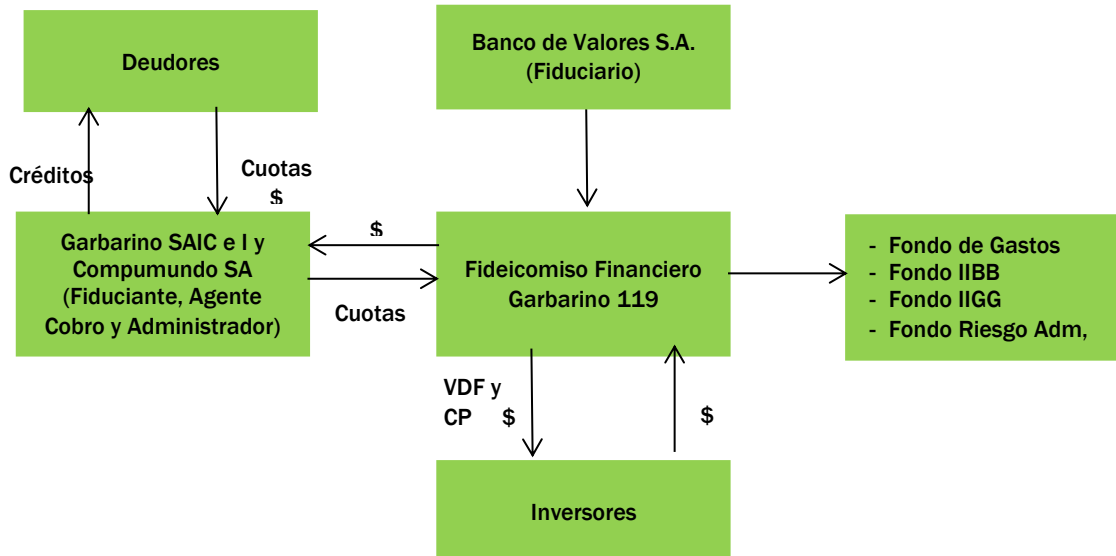 Deudores
Banco de Valores S.A.
(Fiduciario)
Créditos
Cuotas
$
Garbarino SAIC e I y
Compumundo SA
(Fiduciante, Agente
Cobro y Administrador)
$
Cuotas
Fideicomiso Financiero
Garbarino 119
- Fondo de Gastos
- Fondo IIBB
- Fondo IIGG
- Fondo Riesgo Adm,
VDF y
CP $
$
Inversores